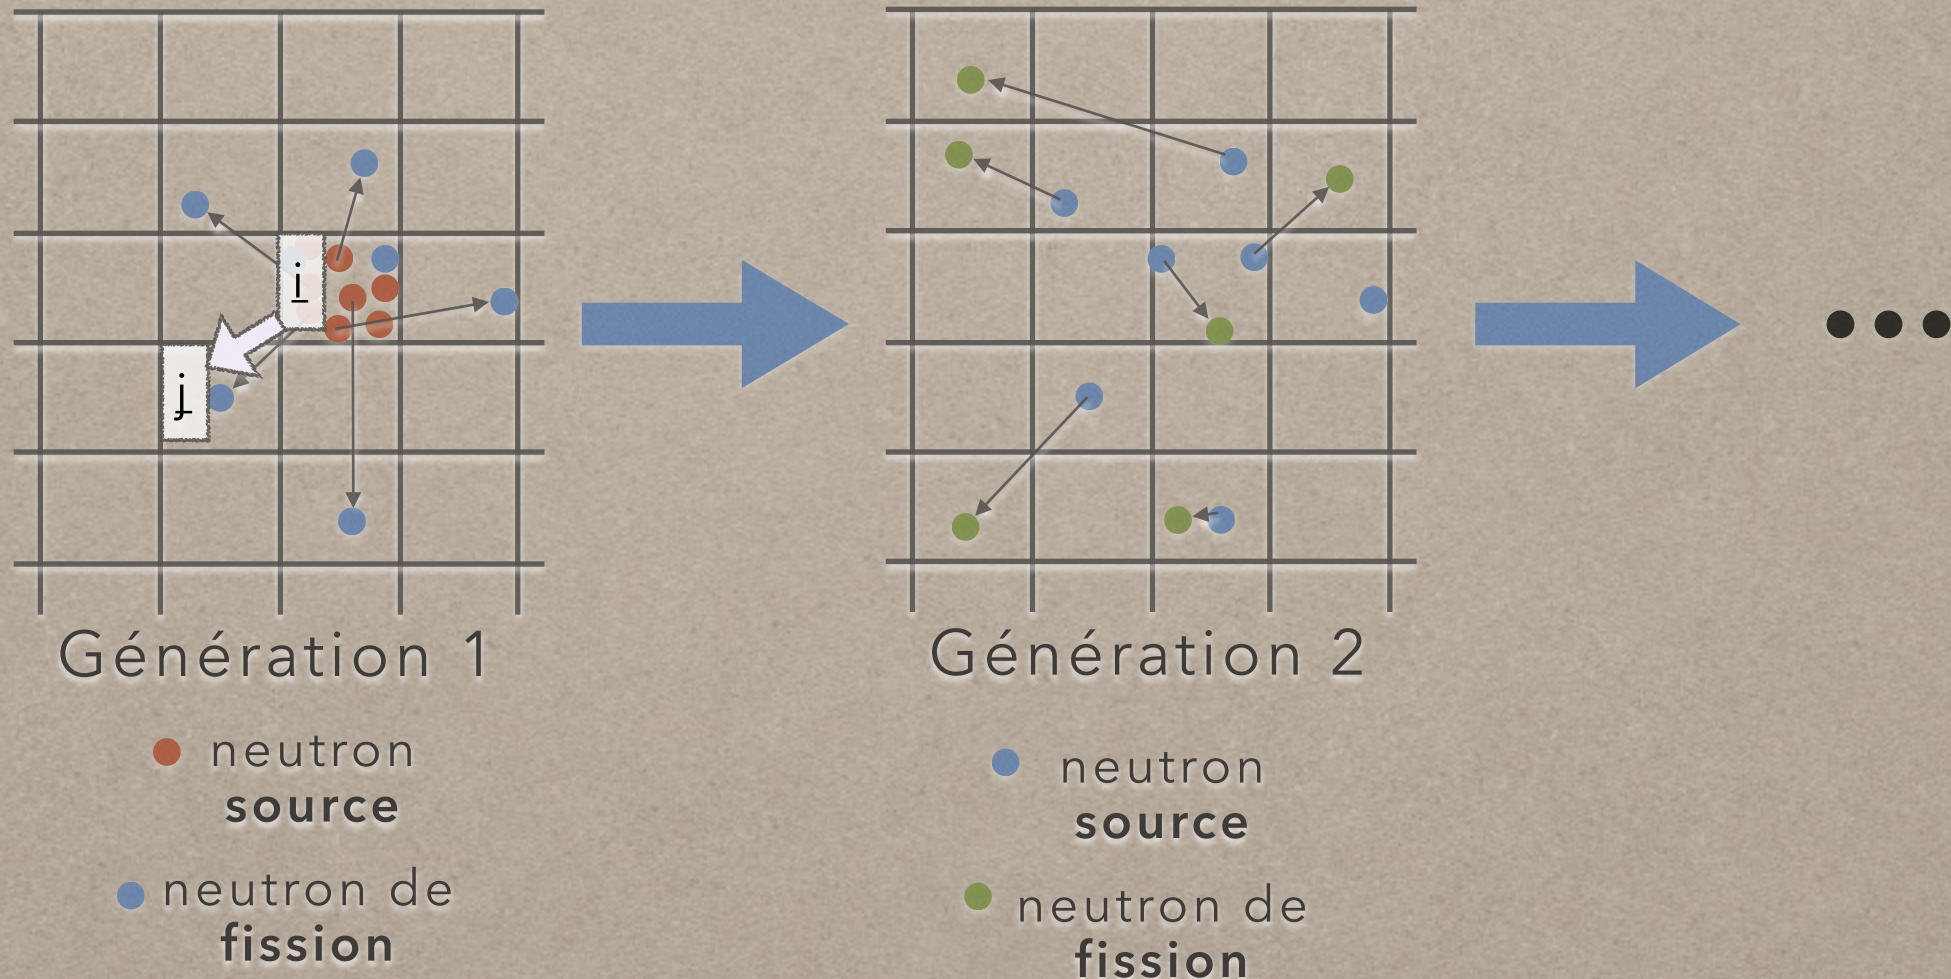 i
j
Génération 1
Génération 2
neutron
source
neutron de
fission
neutron
source
neutron de
fission